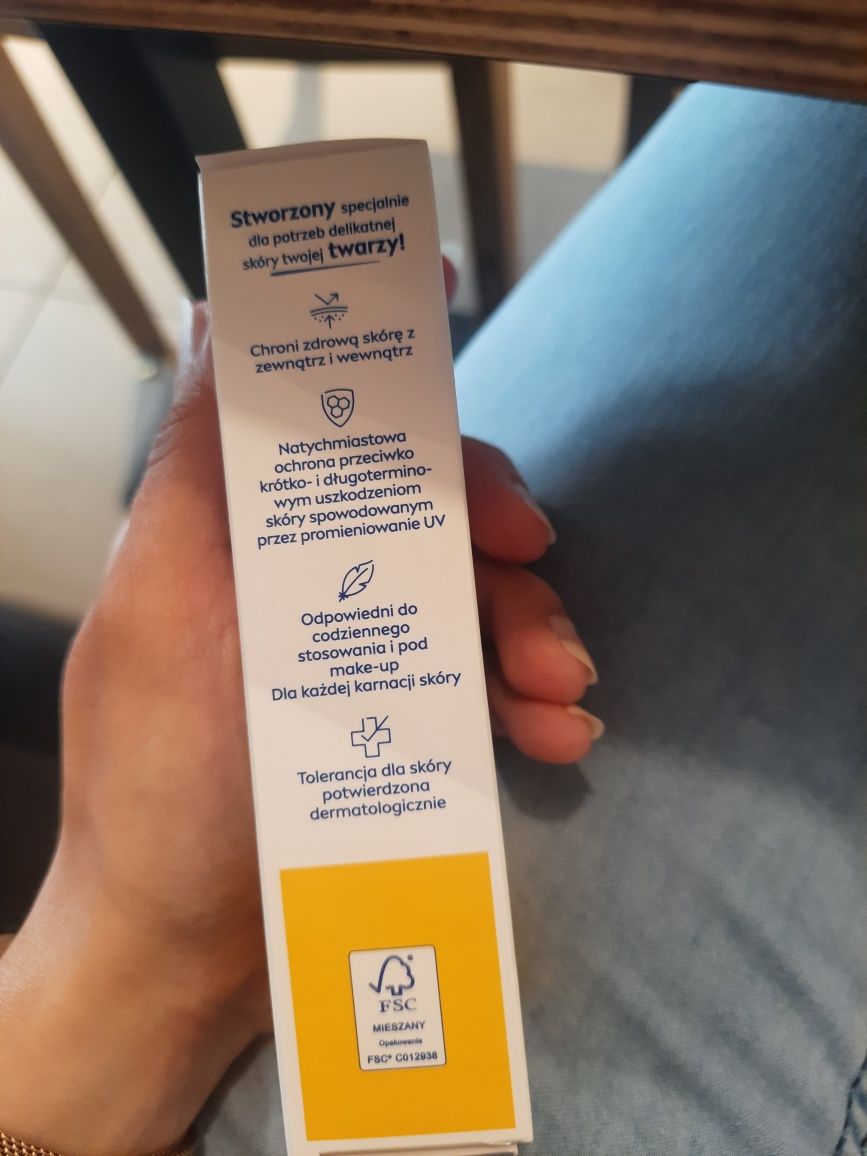 Stworzony specjalnie
dla potrzeb delikatnej
skóry twojej twarzy!
Chroni zdrową skórę z
zewnątrz i wewnątrz
Natychmiastowa
ochrona przeciwko
krótko- i długotermino-
wym uszkodzeniom
skóry spowodowanym
przez promieniowanie UV
Odpowiedni do
codziennego
stosowania i pod
make-up
Dla każdej karnacji skóry
Tolerancja dla skóry
potwierdzona
dermatologicznie
®
FSC
MIESZANY
Opakowanie
FSC® C012938